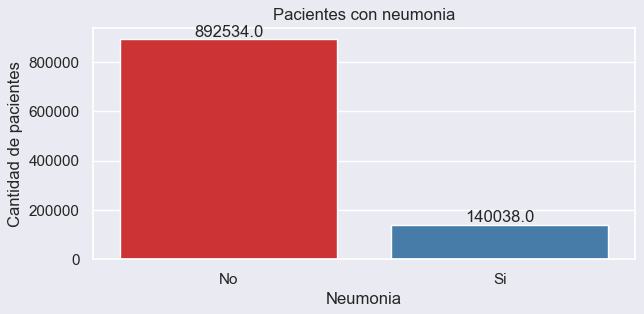 Pacientes con neumonia
892534.0
140038.0
800000
600000
400000
200000
0
Cantidad de pacientes
No
Si
Neumonia